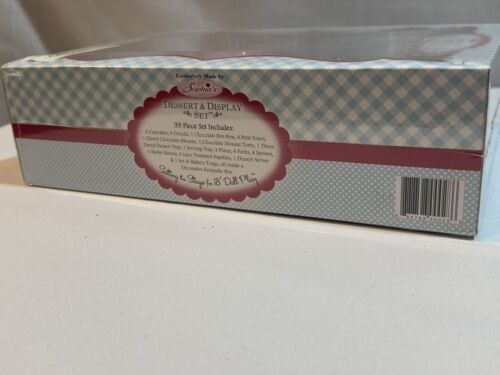 Exclusively Made by
Sophia's
DESSERT & DISPLAY
SET
39 Piece Set Includes:
4 Cupcakes, 6 Donuts, 1 Chocolate Bon Bon, 4 Petit Fours,
1 Cherry Chocolate Mousse, 1 Chocolate Mousse Torte, 1 Three
Tiered Dessert Tray, 1 Serving Tray, 4 Plates, 4 Forks, 4 Spoons,
4 Butter Knives, 4 Lace Trimmed Napkins, 1 Dessert Server
& 1 Set of Bakery Tongs, all inside a
Decorative Keepsake Box
Setting the Stage for 18" Doll Play